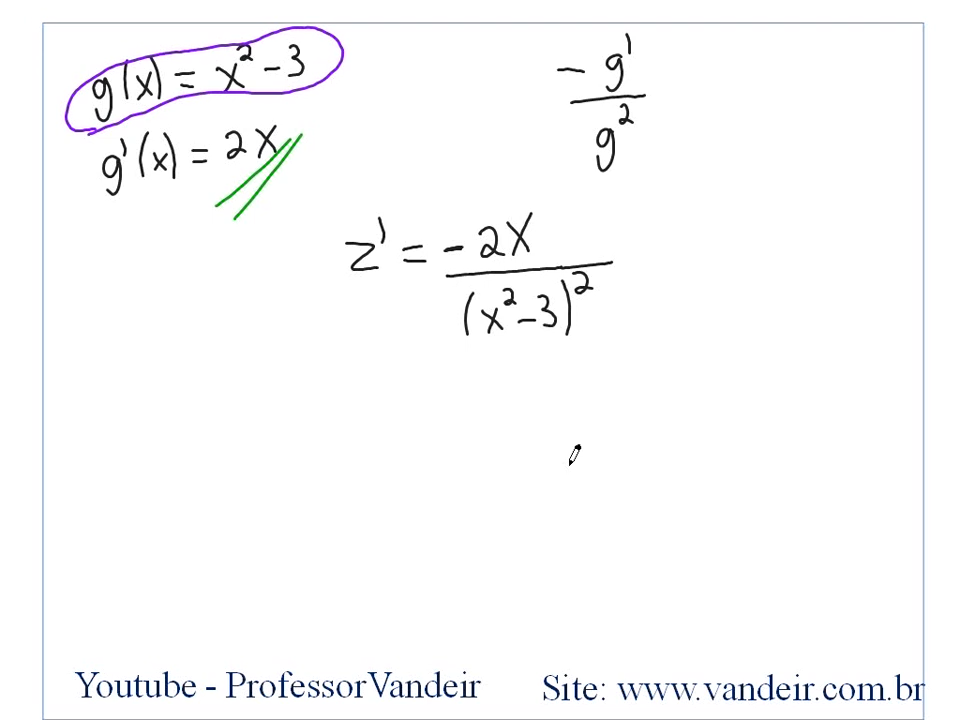 g(x) = x² - 3
g'(x) = 2x
- g'
g²
z' = - 2x
(x² - 3)²
Youtube - ProfessorVandeir
Site: www.vandeir.com.br